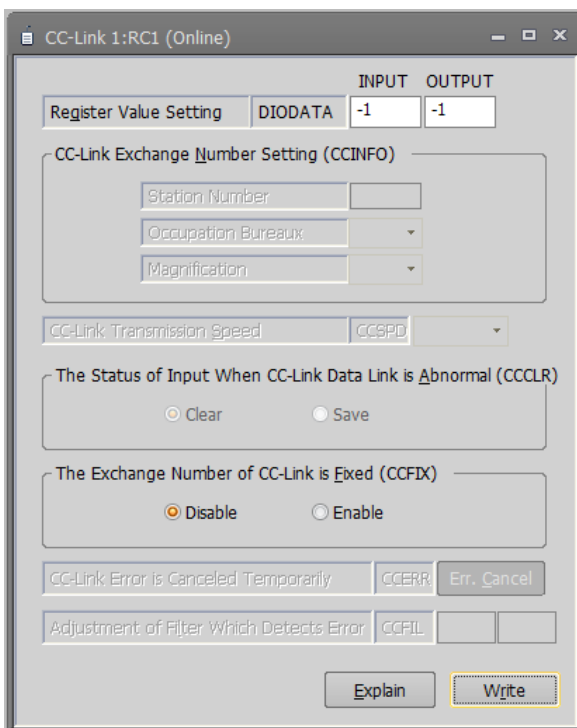 CC-Link 1:RC1 (Online)
INPUT OUTPUT
Register Value Setting DIODATA -1 -1
CC-Link Exchange Number Setting (CCINFO)
Station Number
Occupation Bureaux
Magnification
CC-Link Transmission Speed CCSPD
The Status of Input When CC-Link Data Link is Abnormal (CCCLR)
Clear Save
The Exchange Number of CC-Link is Fixed (CCFIX)
Disable Enable
CC-Link Error is Canceled Temporarily CCERR Err. Cancel
Adjustment of Filter Which Detects Error CCFIL
Explain Write